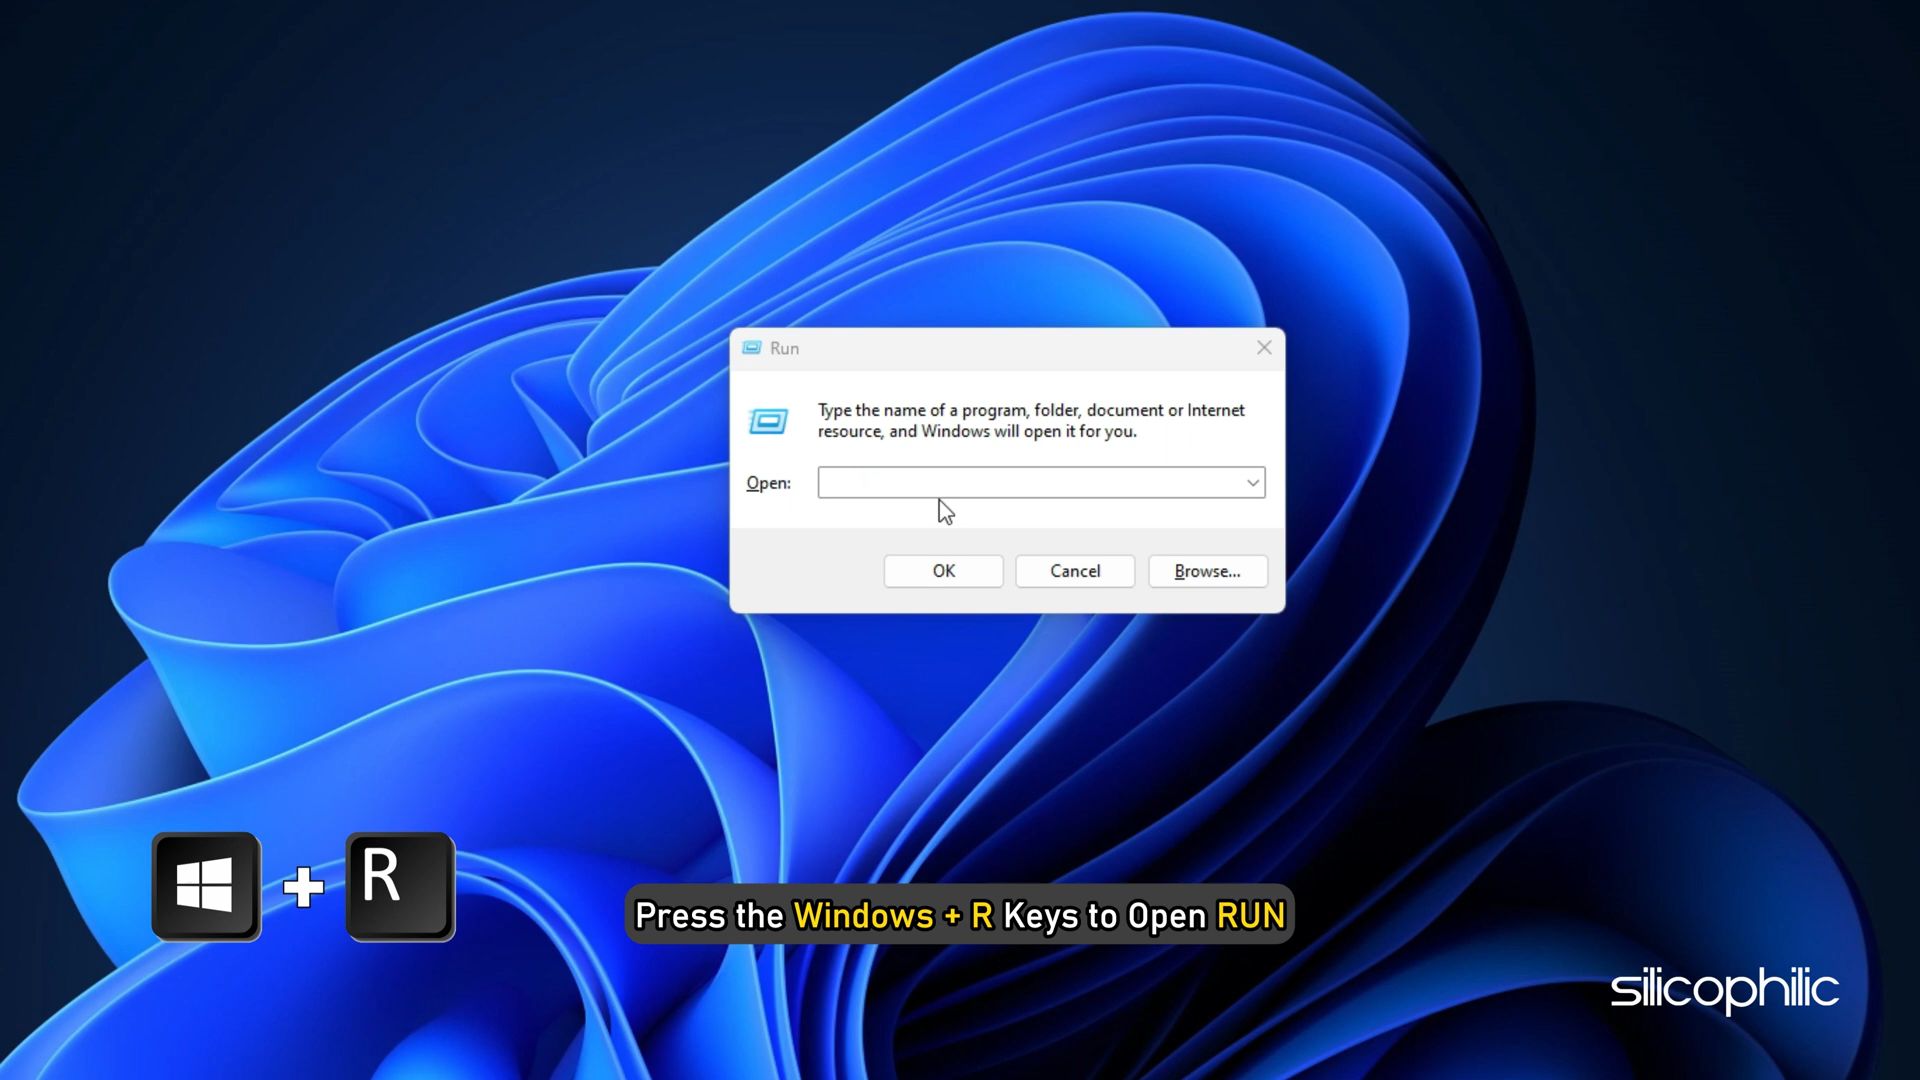 Run
Type the name of a program, folder, document or Internet
resource, and Windows will open it for you.
Open:
OK Cancel Browse...
R
Press the Windows + R Keys to Open RUN
silicophilic